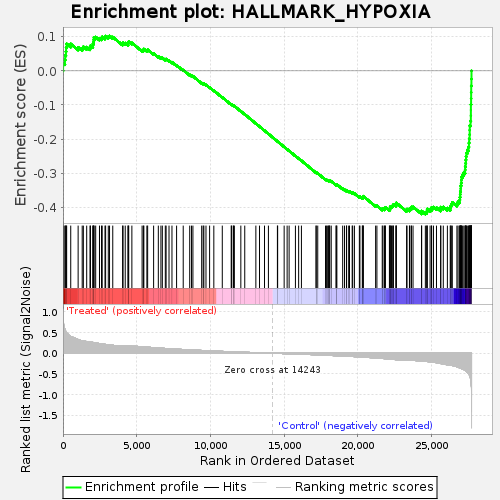 Enrichment plot: HALLMARK_HYPOXIA
Enrichment score (ES)
0.1
0.0
-0.1
-0.2
-0.3
-0.4
'Treated' (positively correlated)
Ranked list metric (Signal2Noise)
1.0
0.5
0.0
-0.5
-1.0
-1.5
Zero cross at 14243
'Control' (negatively correlated)
0
5,000
10,000
15,000
20,000
25,000
Rank in Ordered Dataset
Enrichment profile
Hits
Ranking metric scores